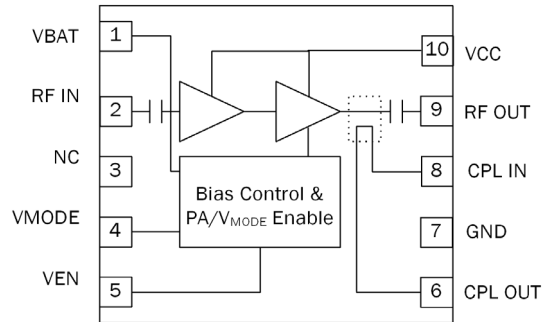 VBAT 1
RF IN 2
NC 3
VMODE 4
VEN 5
Bias Control &
PA/VMODE Enable
10 VCC
9 RF OUT
8 CPL IN
7 GND
6 CPL OUT